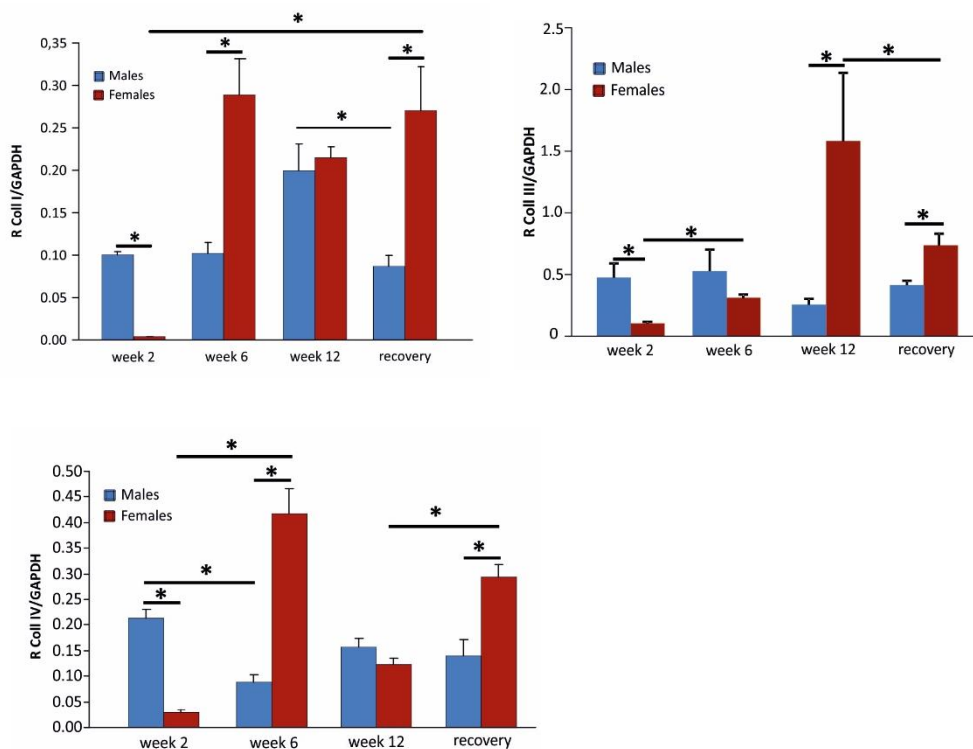 *
R Coll I/GAPDH
0,35
0.30
0.25
0.20
0.15
0.10
0.05
0.00
Males
Females
*
*
*
*
week 2
week 6
week 12
recovery
R Coll III/GAPDH
2.5
2.0
1.5
1.0
0.5
0
Males
Females
*
*
*
*
*
week 2
week 6
week 12
recovery
R Coll IV/GAPDH
0.50
0.45
0.40
0.35
0.30
0.25
0.20
0.15
0.10
0.05
0.00
Males
Females
*
*
*
*
*
*
week 2
week 6
week 12
recovery